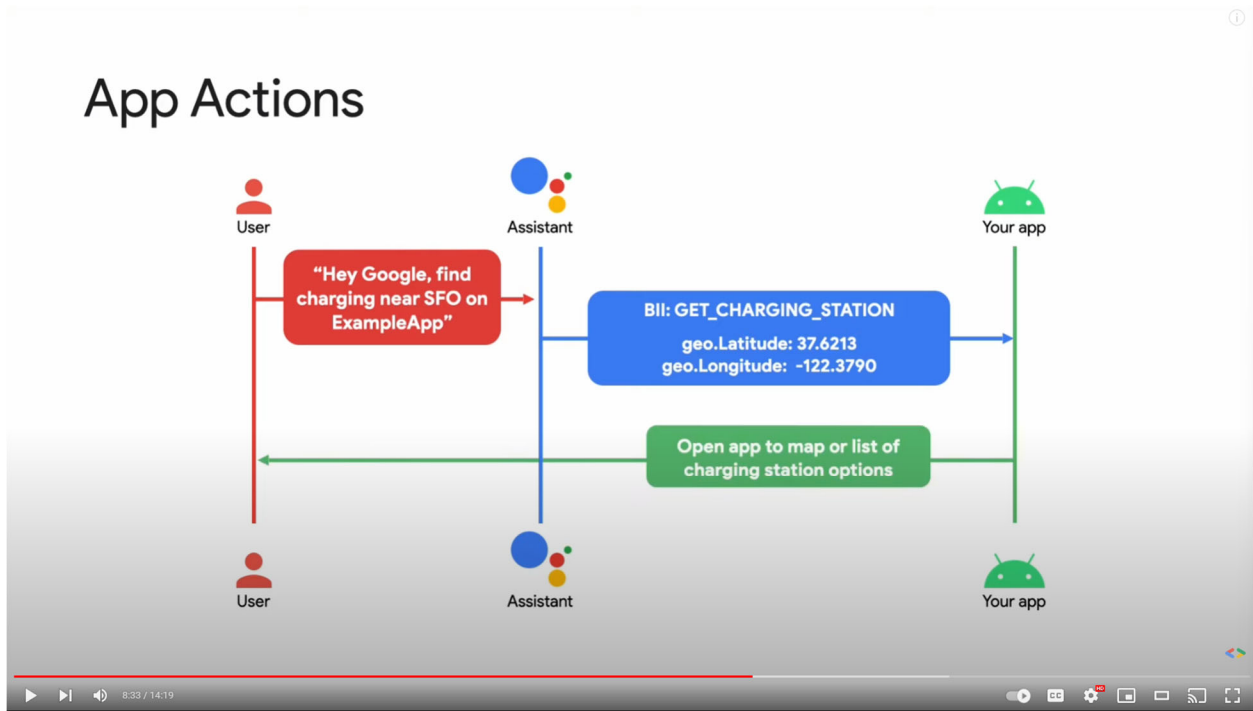 App Actions
User
Assistant
Your app
“Hey Google, find
charging near SFO on
ExampleApp”
BII: GET_CHARGING_STATION
geo.Latitude: 37.6213
geo.Longitude: -122.3790
Open app to map or list of
charging station options
User
Assistant
Your app
8:33 / 14:19
CC
HD